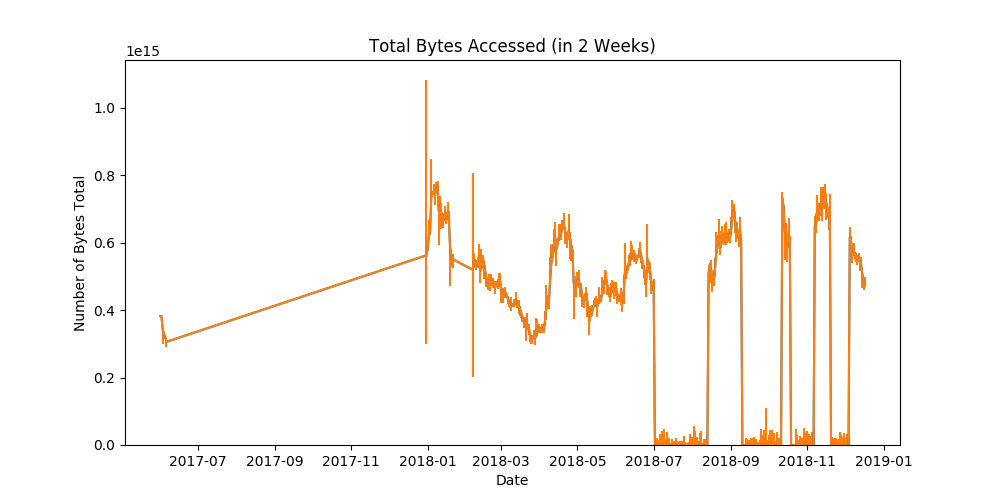 Total Bytes Accessed (in 2 Weeks)
1e15
1.0
0.8
0.6
0.4
0.2
0.0
Number of Bytes Total
2017-07 2017-09 2017-11 2018-01 2018-03 2018-05 2018-07 2018-09 2018-11 2019-01
Date